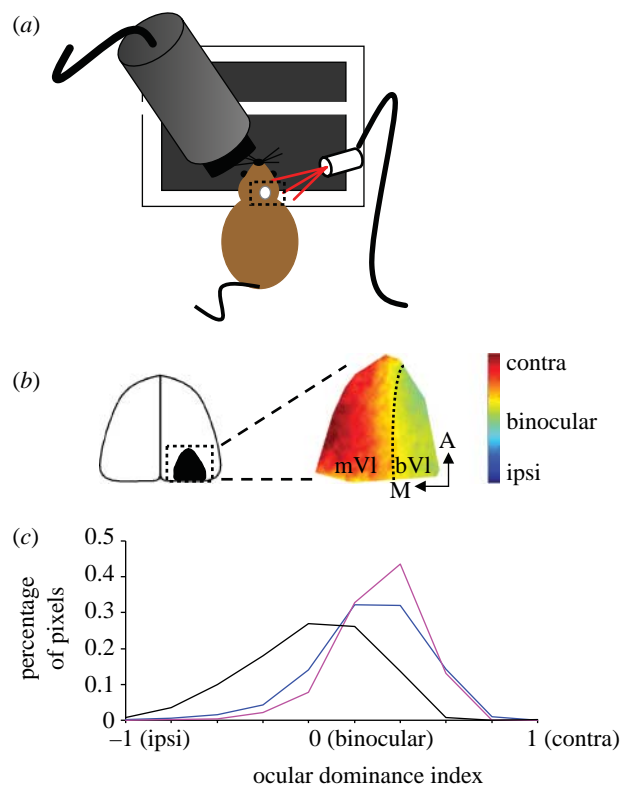 (a)
(b)
contra
binocular
ipsi
mVl
bVl
A
M
(c)
percentage
of pixels
0.5
0.4
0.3
0.2
0.1
0
–1 (ipsi)
0 (binocular)
1 (contra)
ocular dominance index